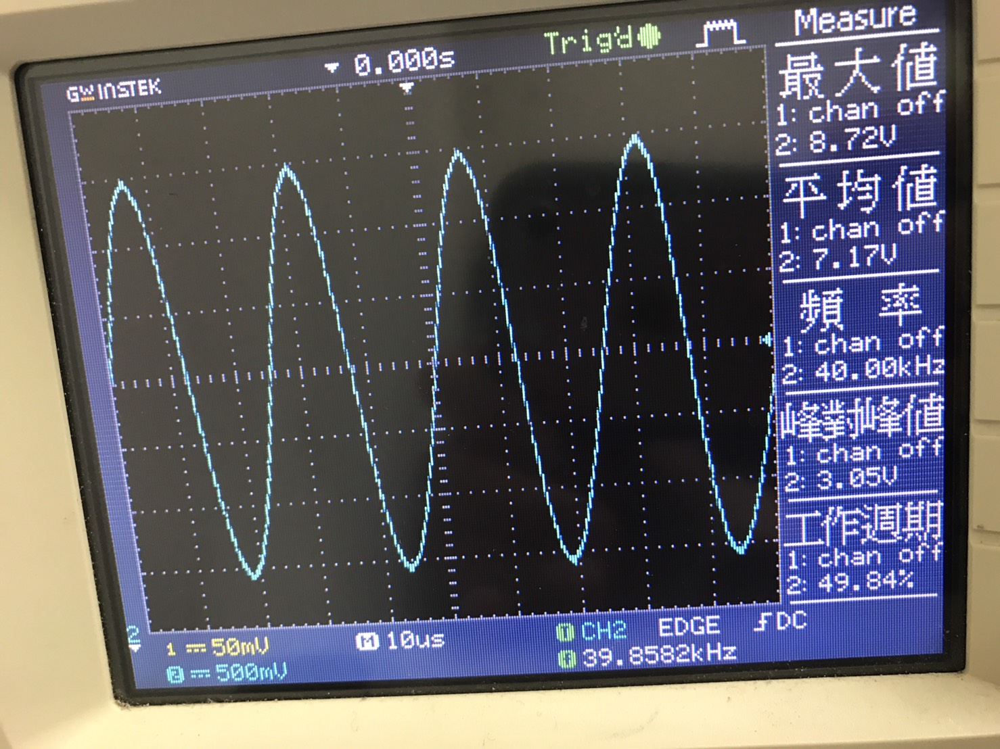 GWINSTEK
0.000s
Trig'd
Measure
最大値
1: chan off
2: 8.72V
平均値
1: chan off
2: 7.17V
頻 率
1: chan off
2: 40.00kHz
峰對峰値
1: chan off
2: 3.05V
工作週期
1: chan off
2: 49.84%
2
1 50mV
M 10us
T CH2 EDGE DC
2 500mV
39.8582kHz